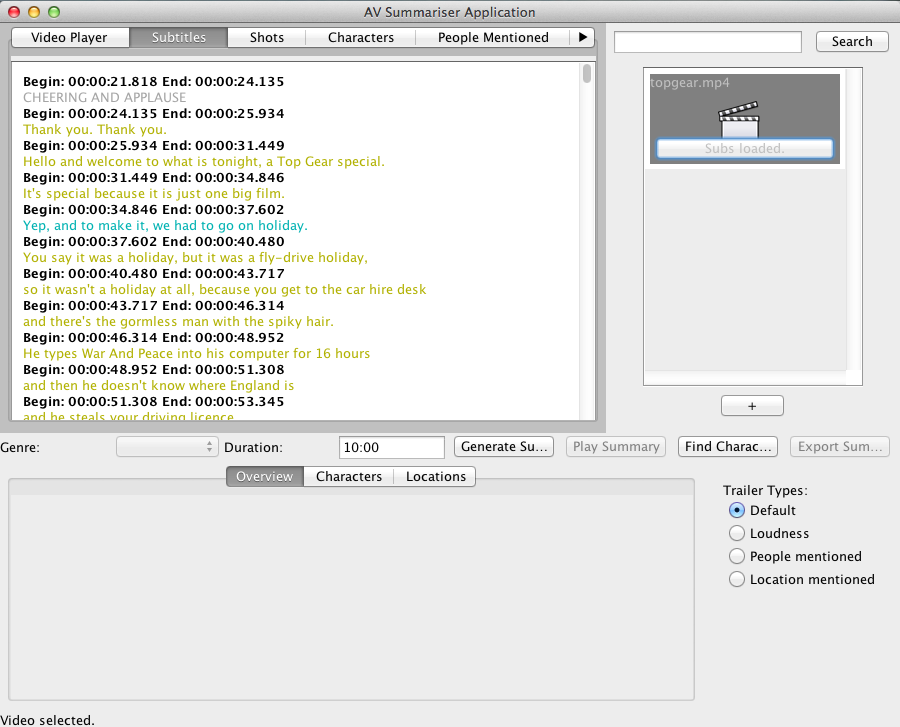 AV Summariser Application
Video Player Subtitles Shots Characters People Mentioned
Search
Begin: 00:00:21.818 End: 00:00:24.135
CHEERING AND APPLAUSE
Begin: 00:00:24.135 End: 00:00:25.934
Thank you. Thank you.
Begin: 00:00:25.934 End: 00:00:31.449
Hello and welcome to what is tonight, a Top Gear special.
Begin: 00:00:31.449 End: 00:00:34.846
It's special because it is just one big film.
Begin: 00:00:34.846 End: 00:00:37.602
Yep, and to make it, we had to go on holiday.
Begin: 00:00:37.602 End: 00:00:40.480
You say it was a holiday, but it was a fly-drive holiday,
Begin: 00:00:40.480 End: 00:00:43.717
so it wasn't a holiday at all, because you get to the car hire desk
Begin: 00:00:43.717 End: 00:00:46.314
and there's the gormless man with the spiky hair.
Begin: 00:00:46.314 End: 00:00:48.952
He types War And Peace into his computer for 16 hours
Begin: 00:00:48.952 End: 00:00:51.308
and then he doesn't know where England is
Begin: 00:00:51.308 End: 00:00:53.345
and he steals your driving licence
topgear.mp4
Subs loaded.
+
Genre: Duration: 10:00 Generate Su... Play Summary Find Charac... Export Sum...
Overview Characters Locations
Trailer Types:
Default
Loudness
People mentioned
Location mentioned
Video selected.